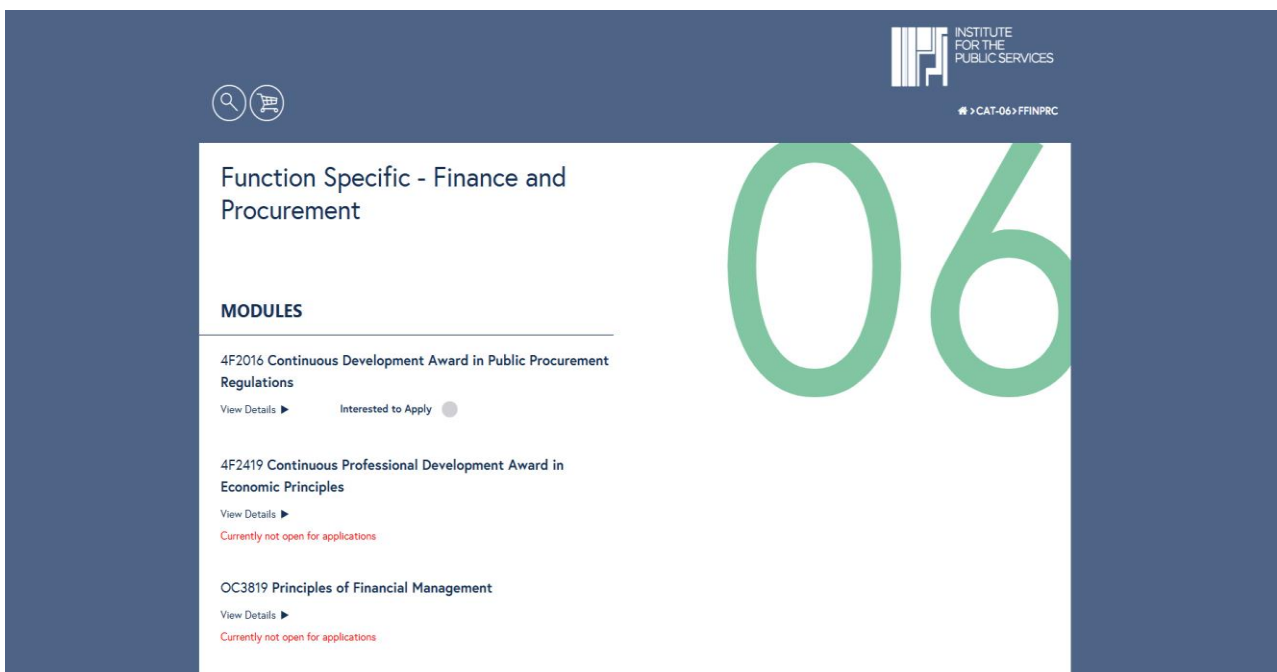 INSTITUTE
FOR THE
PUBLIC SERVICES
>CAT-06>FFINPRC
Function Specific - Finance and
Procurement
06
MODULES
4F2016 Continuous Development Award in Public Procurement
Regulations
View Details ▶ Interested to Apply
4F2419 Continuous Professional Development Award in
Economic Principles
View Details ▶
Currently not open for applications
OC3819 Principles of Financial Management
View Details ▶
Currently not open for applications